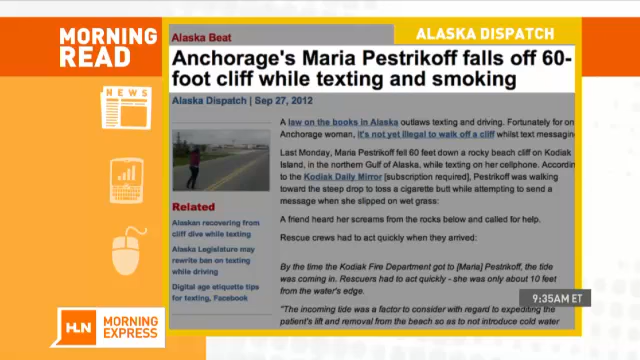 MORNING
READ
ALASKA DISPATCH
Alaska Beat
Anchorage's Maria Pestrikoff falls off 60-
foot cliff while texting and smoking
Alaska Dispatch | Sep 27, 2012
NEWS
A law on the books in Alaska outlaws texting and driving. Fortunately for on
Anchorage woman, it's not yet illegal to walk off a cliff whilst text messagin
Last Monday, Maria Pestrikoff fell 60 feet down a rocky beach cliff on Kodiak
Island, in the northern Gulf of Alaska, while texting on her cellphone. Accordin
to the Kodiak Daily Mirror [subscription required], Pestrikoff was walking
toward the steep drop to toss a cigarette butt while attempting to send a
message when she slipped on wet grass:
A friend heard her screams from the rocks below and called for help.
Rescue crews had to act quickly when they arrived:
By the time the Kodiak Fire Department got to [Maria] Pestrikoff, the tide
was coming in. Rescuers had to act quickly - she was only about 10 feet
from the water's edge.
"The incoming tide was a factor to consider with regard to expediting the
patient's lift and removal from the beach so as to not introduce cold water
Related
Alaskan recovering from
cliff dive while texting
Alaska Legislature may
rewrite ban on texting
while driving
Digital age etiquette tips
for texting, Facebook
9:35AM ET
HLN
MORNING
EXPRESS